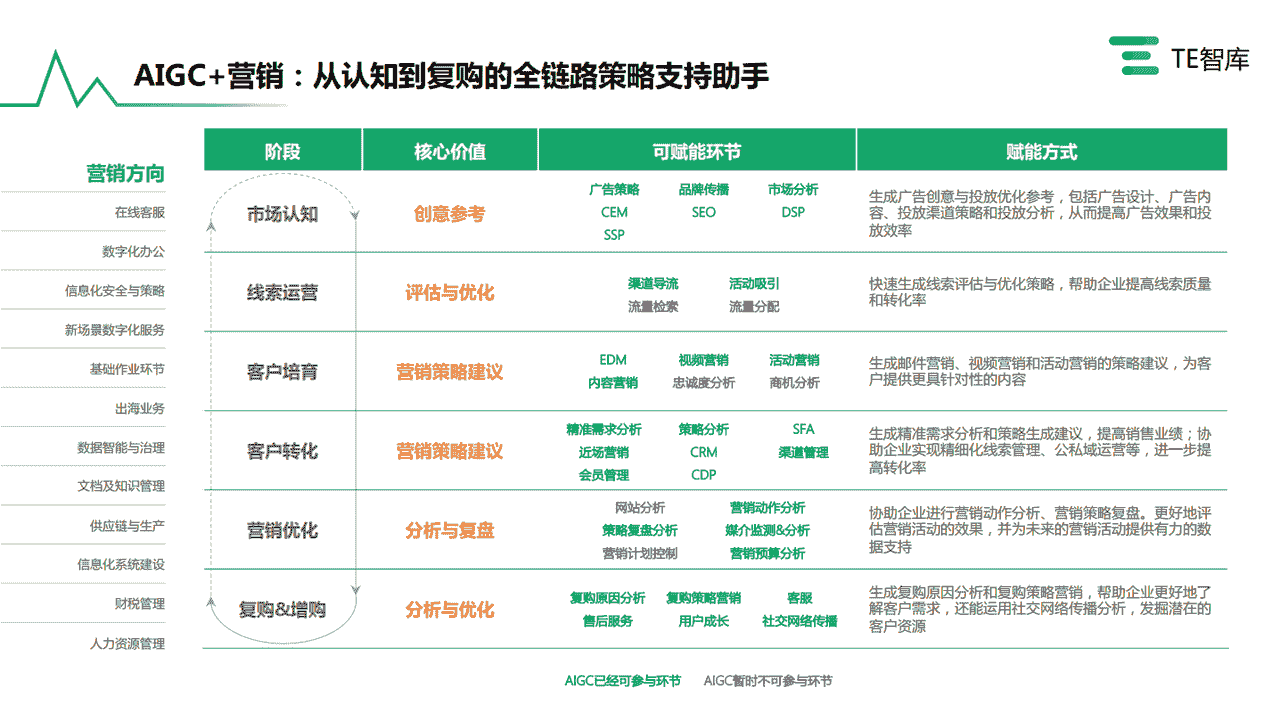 AIGC+营销：从认知到复购的全链路策略支持助手
TE智库
营销方向
在线客服
数字化办公
信息化安全与策略
新场景数字化服务
基础作业环节
出海业务
数据智能与治理
文档及知识管理
供应链与生产
信息化系统建设
财税管理
人力资源管理
阶段 核心价值 可赋能环节 赋能方式
市场认知
创意参考
广告策略 品牌传播 市场分析
CEM SEO DSP
SSP
生成广告创意与投放优化参考，包括广告设计、广告内
容、投放渠道策略和投放分析，从而提高广告效果和投
放效率
线索运营
评估与优化
渠道导流 活动吸引
流量检索 流量分配
快速生成线索评估与优化策略，帮助企业提高线索质量
和转化率
客户培育
营销策略建议
EDM 视频营销 活动营销
内容营销 忠诚度分析 商机分析
生成邮件营销、视频营销和活动营销的策略建议，为客
户提供更具针对性的内容
客户转化
营销策略建议
精准需求分析 策略分析 SFA
近场营销 CRM 渠道管理
会员管理 CDP
生成精准需求分析和策略生成建议，提高销售业绩；协
助企业实现精细化线索管理、公私域运营等，进一步提
高转化率
营销优化
分析与复盘
网站分析 营销动作分析
策略复盘分析 媒介监测&分析
营销计划控制 营销预算分析
协助企业进行营销动作分析、营销策略复盘。更好地评
估营销活动的效果，并为未来的营销活动提供有力的数
据支持
复购&增购
分析与优化
复购原因分析 复购策略营销 客服
售后服务 用户成长 社交网络传播
生成复购原因分析和复购策略营销，帮助企业更好地了
解客户需求，还能运用社交网络传播分析，发掘潜在的
客户资源
AIGC已经可参与环节 AIGC暂时不可参与环节